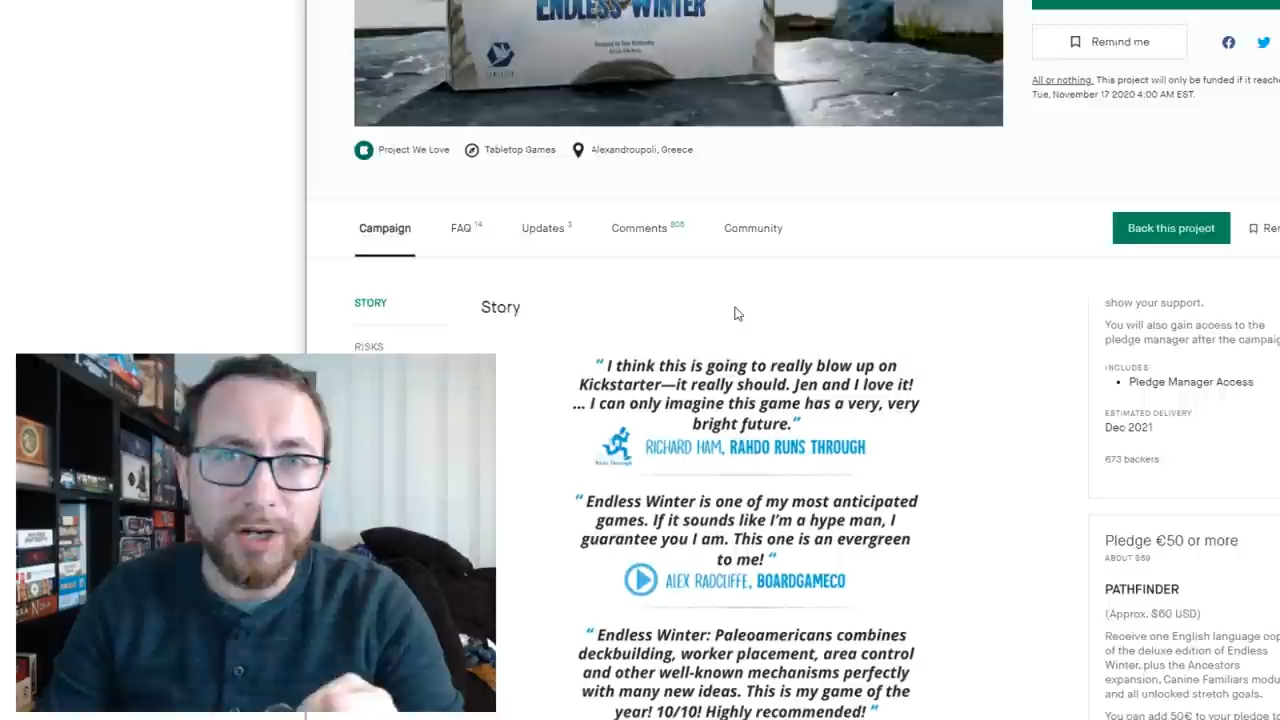 ENDLESS WINTER
Remind me
All or nothing. This project will only be funded if it reache
Tue, November 17 2020 4:00 AM EST.
Project We Love
Tabletop Games
Alexandroupoli, Greece
Campaign
FAQ 14
Updates 3
Comments 806
Community
Back this project
Rer
STORY
RISKS
Story
“ I think this is going to really blow up on
Kickstarter—it really should. Jen and I love it!
... I can only imagine this game has a very, very
bright future.”
RICHARD HAM, RAHDO RUNS THROUGH
“ Endless Winter is one of my most anticipated
games. If it sounds like I’m a hype man, I
guarantee you I am. This one is an evergreen
to me! ”
ALEX RADCLIFFE, BOARDGAMECO
“ Endless Winter: Paleoamericans combines
deckbuilding, worker placement, area control
and other well-known mechanisms perfectly
with many new ideas. This is my game of the
year! 10/10! Highly recommended! ”
show your support.
You will also gain access to the
pledge manager after the campaig
INCLUDES:
• Pledge Manager Access
ESTIMATED DELIVERY
Dec 2021
673 backers
Pledge €50 or more
ABOUT $59
PATHFINDER
(Approx. $60 USD)
Receive one English language cop
of the deluxe edition of Endless
Winter, plus the Ancestors
expansion, Canine Familiars modu
and all unlocked stretch goals.
You can add 50€ to your pledge to